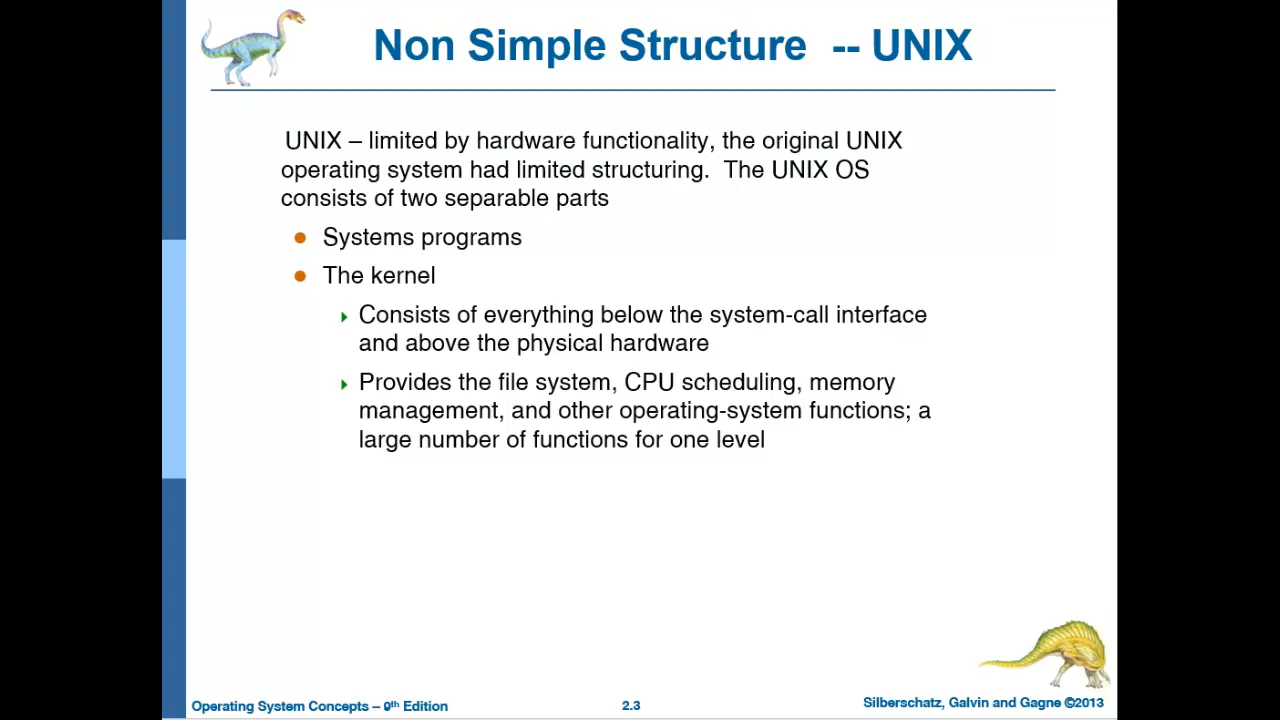 Non Simple Structure -- UNIX
UNIX – limited by hardware functionality, the original UNIX
operating system had limited structuring. The UNIX OS
consists of two separable parts
Systems programs
The kernel
Consists of everything below the system-call interface
and above the physical hardware
Provides the file system, CPU scheduling, memory
management, and other operating-system functions; a
large number of functions for one level
Operating System Concepts – 9th Edition
2.3
Silberschatz, Galvin and Gagne ©2013